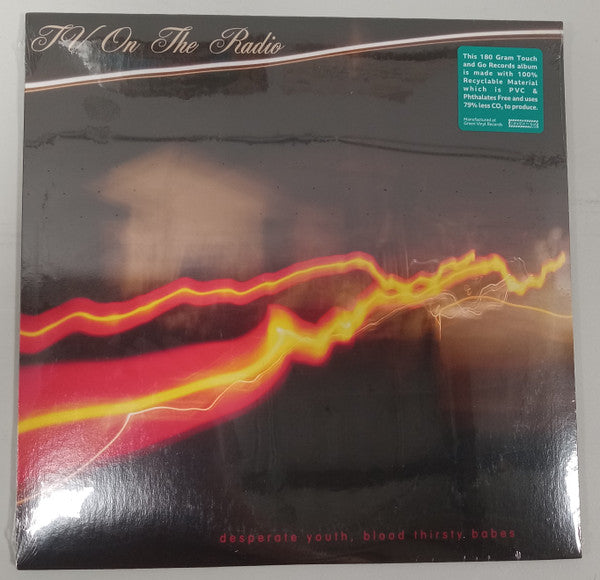 TV On The Radio
This 180 Gram Touch
and Go Records album
is made with 100%
Recyclable Material
which is PVC &
Phthalates Free and uses
79% less CO₂ to produce.
Manufactured at
Green Vinyl Records
desperate youth, blood thirsty babes